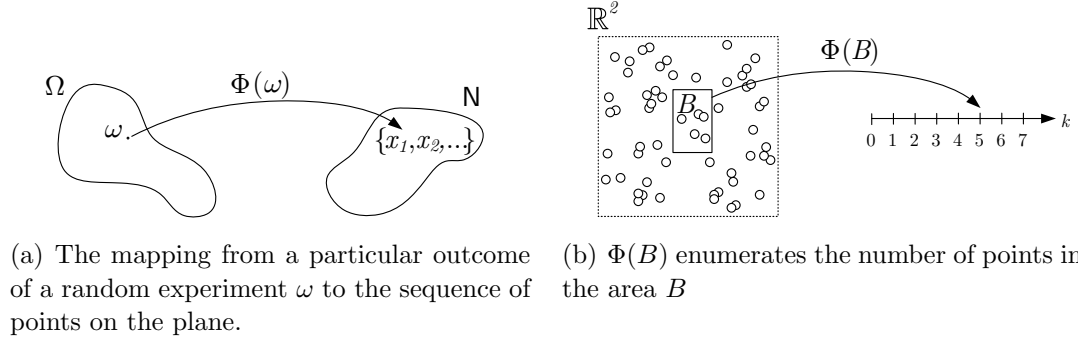 Ω
Φ(ω)
N
ω.
{x₁,x₂,...}
ℝ²
Φ(B)
B
k
0 1 2 3 4 5 6 7
(a) The mapping from a particular outcome
of a random experiment ω to the sequence of
points on the plane.
(b) Φ(B) enumerates the number of points in
the area B